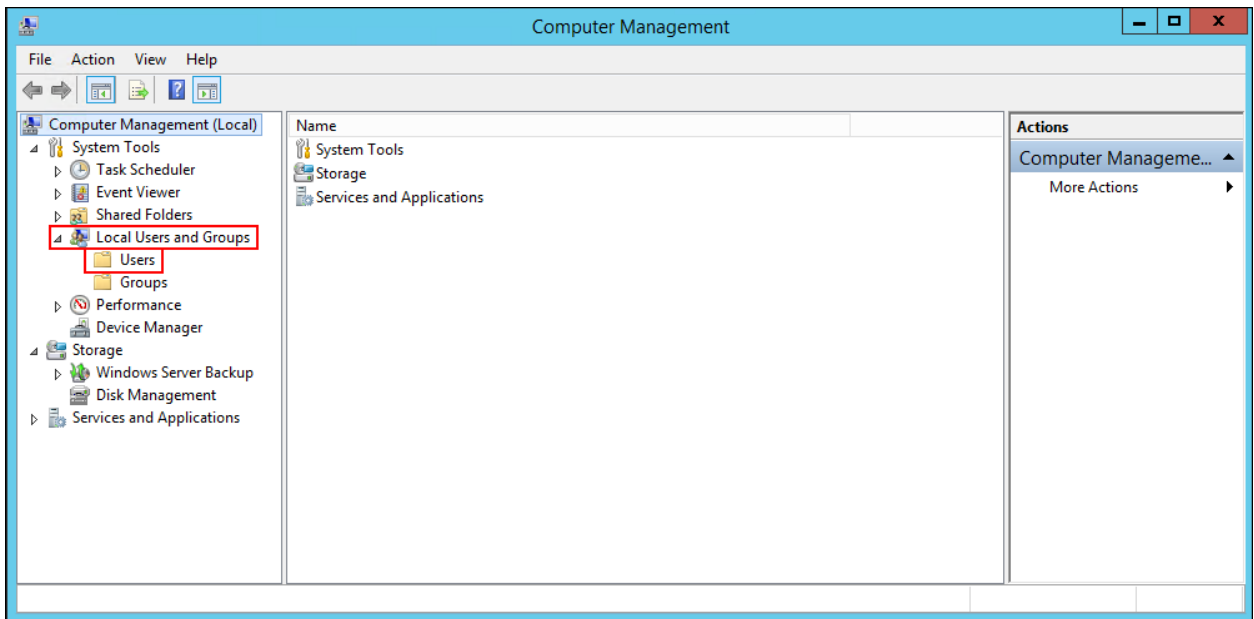 Computer Management
File Action View Help
Computer Management (Local)
System Tools
Task Scheduler
Event Viewer
Shared Folders
Local Users and Groups
Users
Groups
Performance
Device Manager
Storage
Windows Server Backup
Disk Management
Services and Applications
Name
System Tools
Storage
Services and Applications
Actions
Computer Manageme...
More Actions